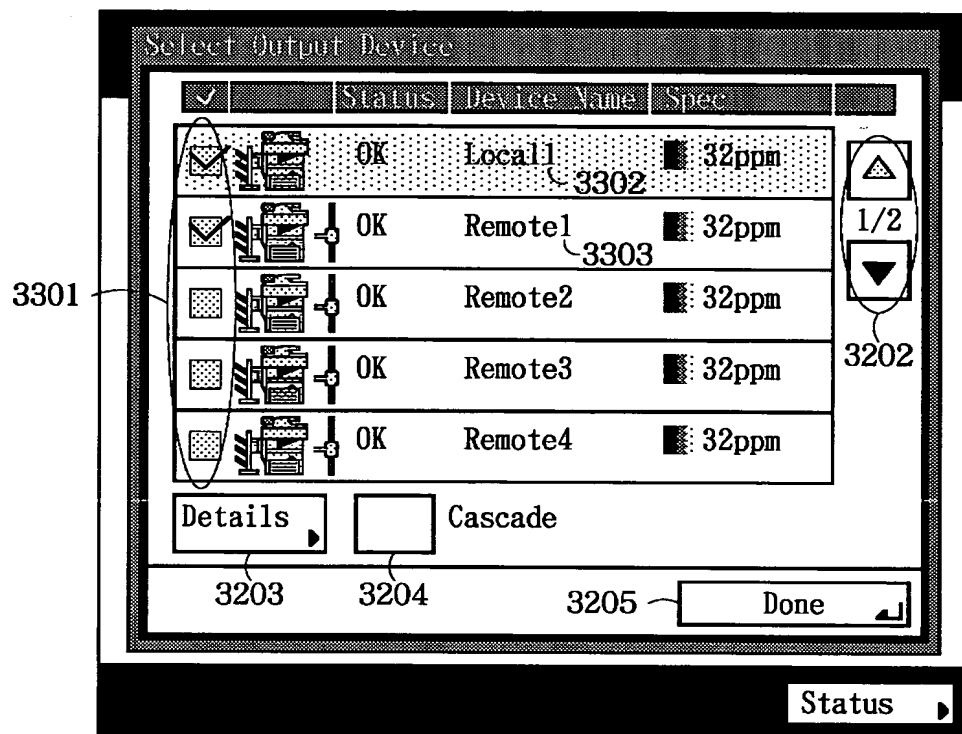 Select Output Device
Status Device Name Spec
OK Local1 32ppm
3302
OK Remote1 32ppm
1/2
3303
3301
OK Remote2 32ppm
3202
OK Remote3 32ppm
OK Remote4 32ppm
Details Cascade
3203 3204 3205 Done
Status